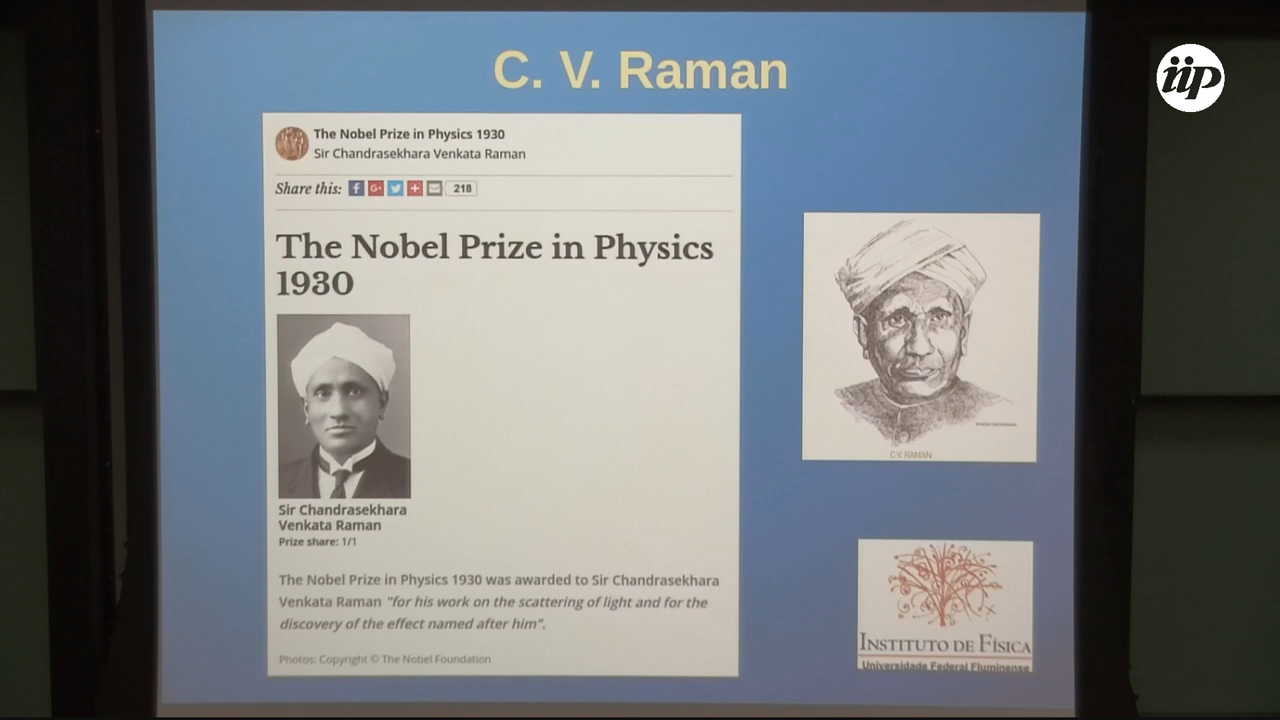 C. V. Raman
iip
The Nobel Prize in Physics 1930
Sir Chandrasekhara Venkata Raman
Share this:
f
G+
218
The Nobel Prize in Physics
1930
Sir Chandrasekhara
Venkata Raman
Prize share: 1/1
The Nobel Prize in Physics 1930 was awarded to Sir Chandrasekhara
Venkata Raman "for his work on the scattering of light and for the
discovery of the effect named after him".
Photos: Copyright © The Nobel Foundation
C.V. RAMAN
INSTITUTO DE FÍSICA
Universidade Federal Fluminense